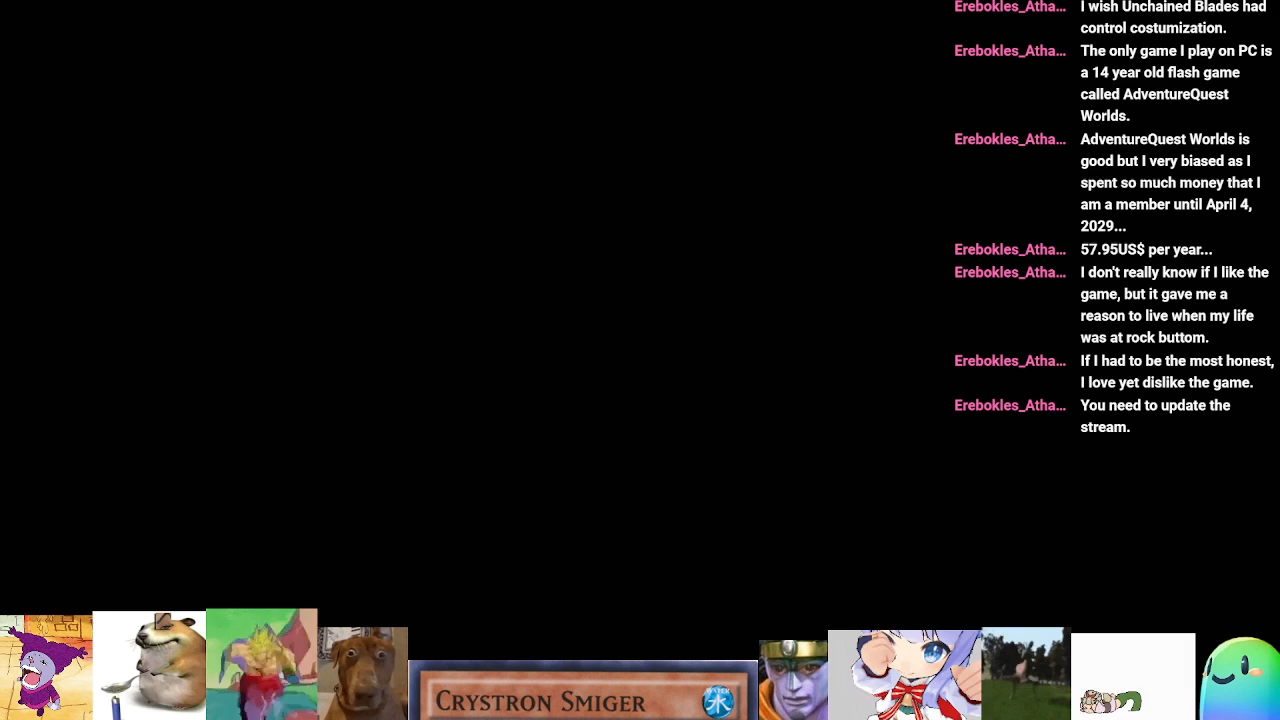 Erebokles_Atha... I wish Unchained Blades had
control costumization.
Erebokles_Atha... The only game I play on PC is
a 14 year old flash game
called AdventureQuest
Worlds.
Erebokles_Atha... AdventureQuest Worlds is
good but I very biased as I
spent so much money that I
am a member until April 4,
2029...
Erebokles_Atha... 57.95US$ per year...
Erebokles_Atha... I don't really know if I like the
game, but it gave me a
reason to live when my life
was at rock buttom.
Erebokles_Atha... If I had to be the most honest,
I love yet dislike the game.
Erebokles_Atha... You need to update the
stream.
CRYSTRON SMIGER
WATER
水